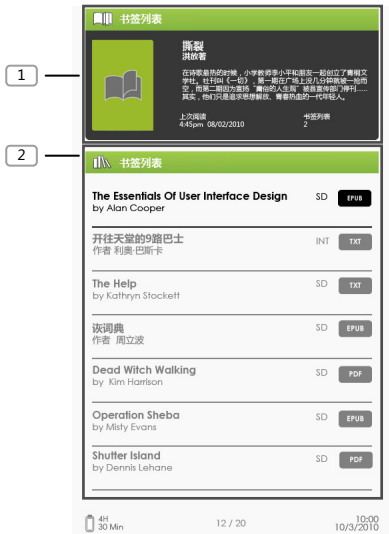 书签列表
撕裂
洪放著
在诗歌最热的时候，小学教师李小平和朋友一起创立了青桐文
学社，社刊叫《一切》，第一期在广场上没几分钟就被一抢而
空，而第二期因为宣扬“庸俗的人生观”被县宣传部门停刊……
其实，他们只是追求思想解放、青春热血的一代年轻人。
上次阅读 书签列表
4:45pm 08/02/2010 2
1
2
书签列表
The Essentials Of User Interface Design SD EPUB
by Alan Cooper
开往天堂的9路巴士 INT TXT
作者 利奥·巴斯卡
The Help SD TXT
by Kathryn Stockett
诙词典 SD EPUB
作者 周立波
Dead Witch Walking SD PDF
by Kim Harrison
Operation Sheba SD EPUB
by Misty Evans
Shutter Island SD PDF
by Dennis Lehane
4H 10:00
30 Min 12 / 20 10/3/2010